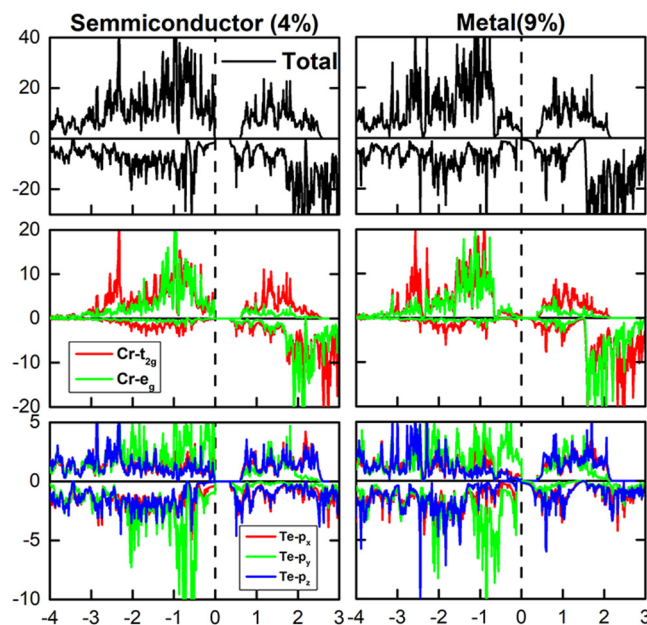 Semmiconductor (4%)
Metal(9%)
40
20
0
-20
Total
20
10
0
-10
-20
Cr-t2g
Cr-eg
5
0
-5
-10
Te-px
Te-py
Te-pz
-4 -3 -2 -1 0 1 2 3
-4 -3 -2 -1 0 1 2 3